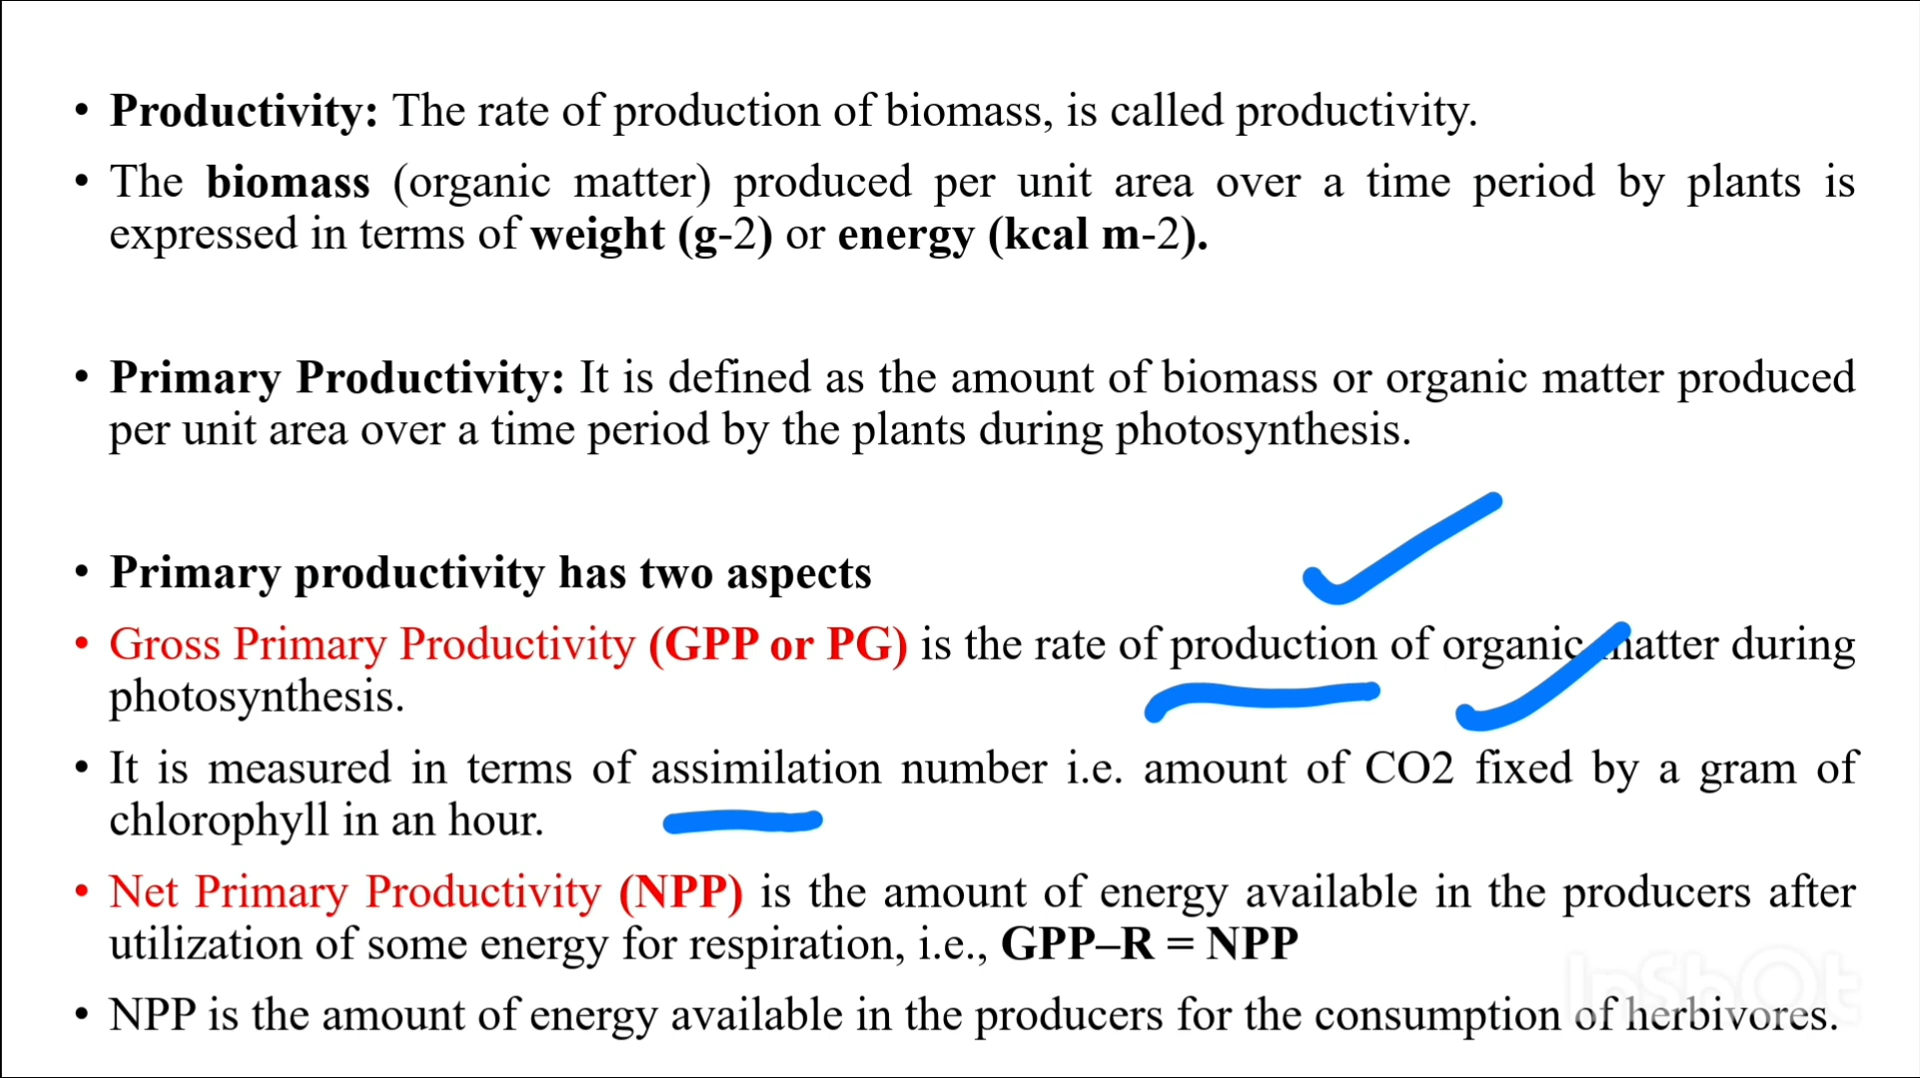 • Productivity: The rate of production of biomass, is called productivity.
• The biomass (organic matter) produced per unit area over a time period by plants is
expressed in terms of weight (g-2) or energy (kcal m-2).
• Primary Productivity: It is defined as the amount of biomass or organic matter produced
per unit area over a time period by the plants during photosynthesis.
• Primary productivity has two aspects
• Gross Primary Productivity (GPP or PG) is the rate of production of organic matter during
photosynthesis.
• It is measured in terms of assimilation number i.e. amount of CO2 fixed by a gram of
chlorophyll in an hour.
• Net Primary Productivity (NPP) is the amount of energy available in the producers after
utilization of some energy for respiration, i.e., GPP–R = NPP
• NPP is the amount of energy available in the producers for the consumption of herbivores.
InShOt